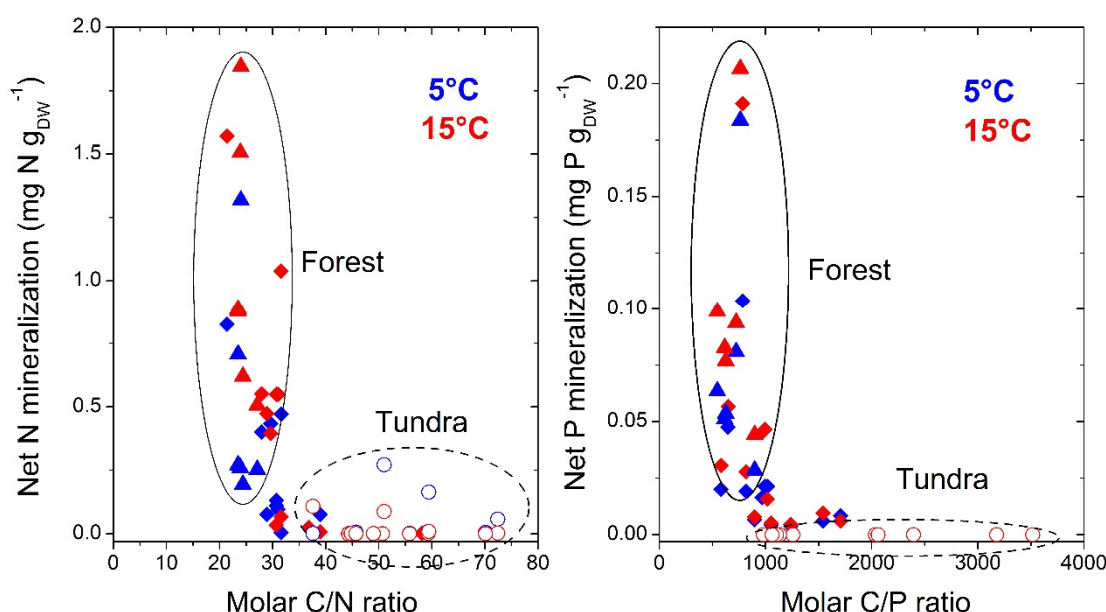 Net N mineralization (mg N g_DW⁻¹)
2.0
1.5
1.0
0.5
0.0
5°C
15°C
Forest
Tundra
0 10 20 30 40 50 60 70 80
Molar C/N ratio
Net P mineralization (mg P g_DW⁻¹)
0.20
0.15
0.10
0.05
0.00
5°C
15°C
Forest
Tundra
0 1000 2000 3000 4000
Molar C/P ratio